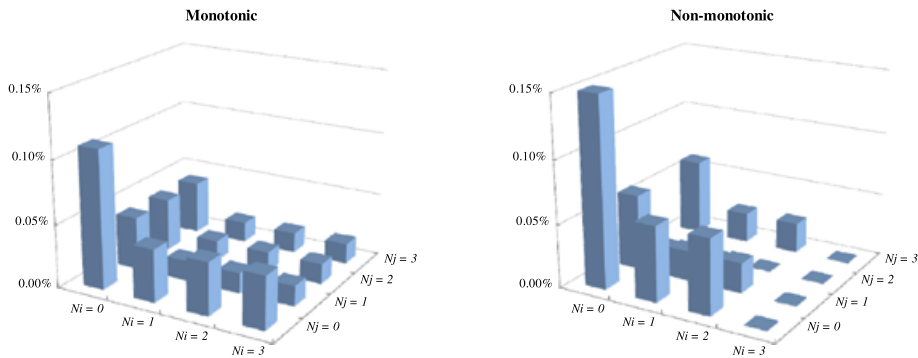 Monotonic
0.15%
0.10%
0.05%
0.00%
Ni = 0
Ni = 1
Ni = 2
Ni = 3
Nj = 0
Nj = 1
Nj = 2
Nj = 3
Non-monotonic
0.15%
0.10%
0.05%
0.00%
Ni = 0
Ni = 1
Ni = 2
Ni = 3
Nj = 0
Nj = 1
Nj = 2
Nj = 3